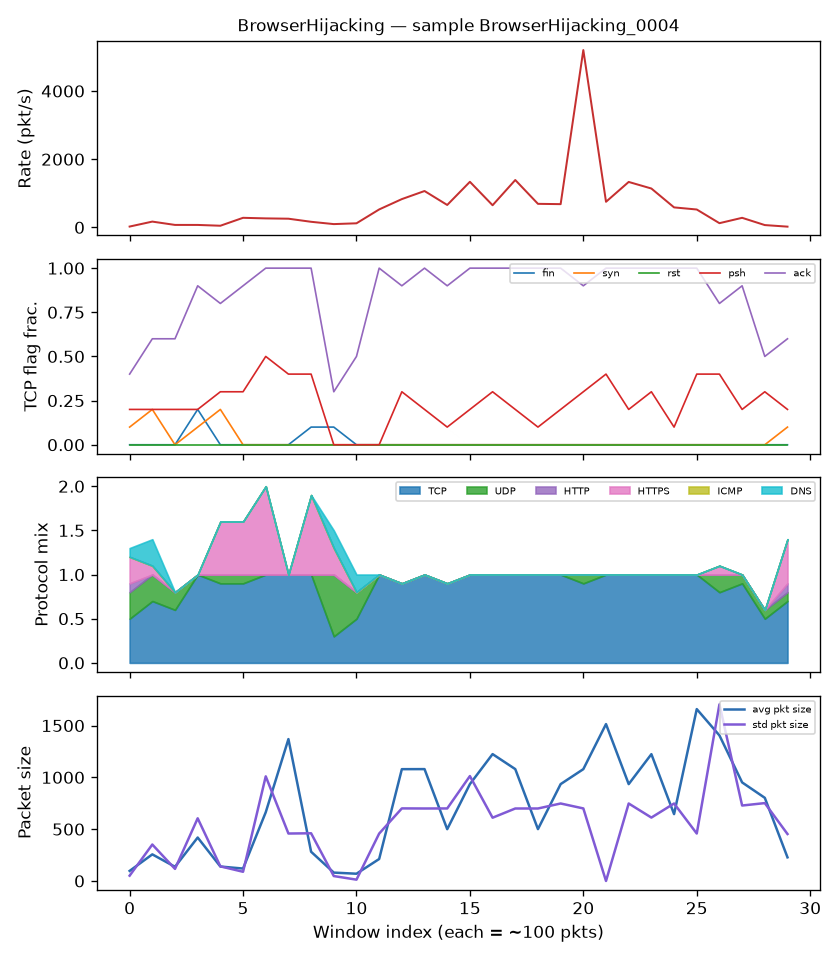 BrowserHijacking — sample BrowserHijacking_0004
Rate (pkt/s)
4000
2000
0
TCP flag frac.
1.00
0.75
0.50
0.25
0.00
fin syn rst psh ack
Protocol mix
2.0
1.5
1.0
0.5
0.0
TCP UDP HTTP HTTPS ICMP DNS
Packet size
1500
1000
500
0
avg pkt size
std pkt size
0 5 10 15 20 25 30
Window index (each = ~100 pkts)